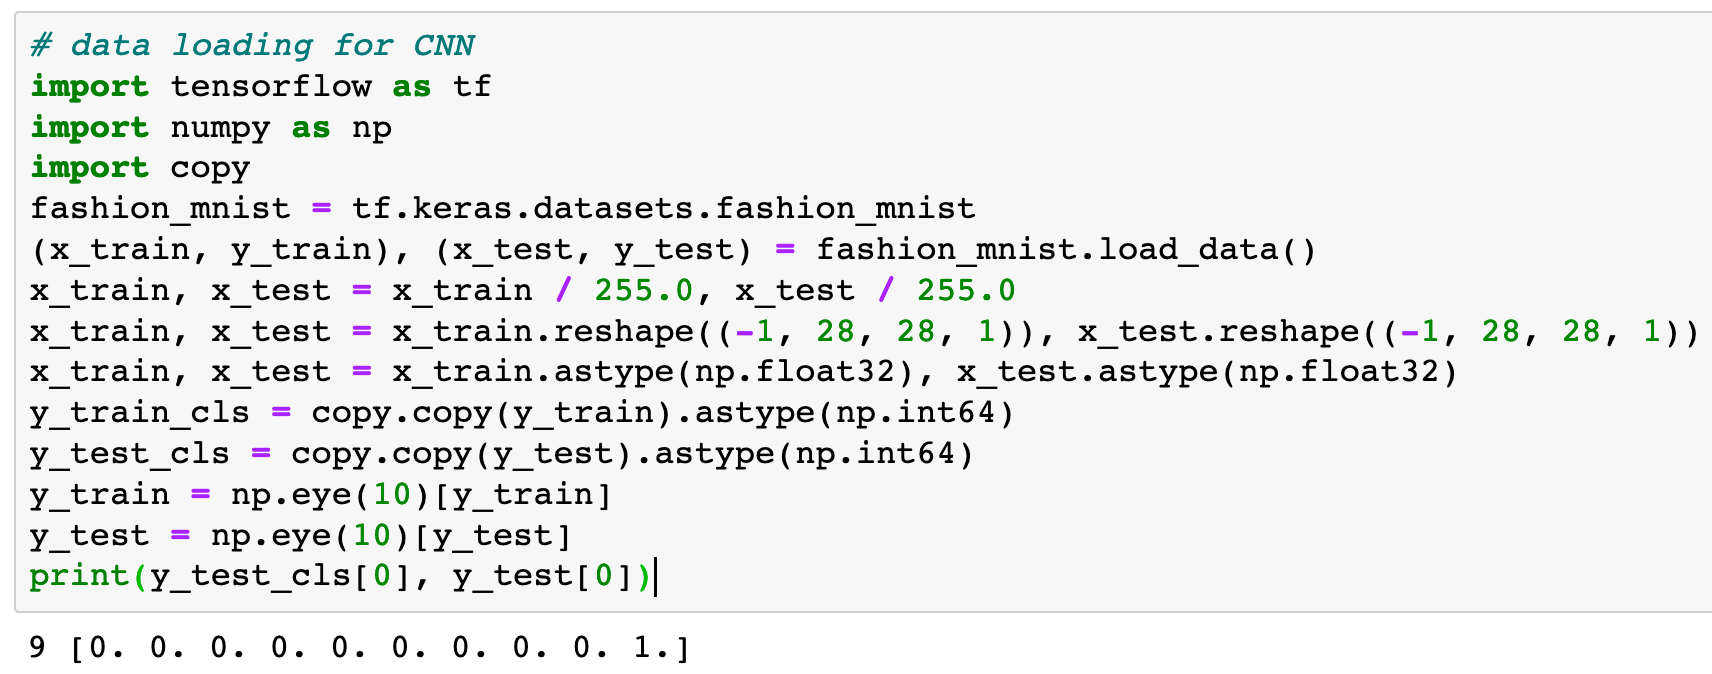 # data loading for CNN
import tensorflow as tf
import numpy as np
import copy
fashion_mnist = tf.keras.datasets.fashion_mnist
(x_train, y_train), (x_test, y_test) = fashion_mnist.load_data()
x_train, x_test = x_train / 255.0, x_test / 255.0
x_train, x_test = x_train.reshape((-1, 28, 28, 1)), x_test.reshape((-1, 28, 28, 1))
x_train, x_test = x_train.astype(np.float32), x_test.astype(np.float32)
y_train_cls = copy.copy(y_train).astype(np.int64)
y_test_cls = copy.copy(y_test).astype(np.int64)
y_train = np.eye(10)[y_train]
y_test = np.eye(10)[y_test]
print(y_test_cls[0], y_test[0])
9 [0. 0. 0. 0. 0. 0. 0. 0. 0. 1.]